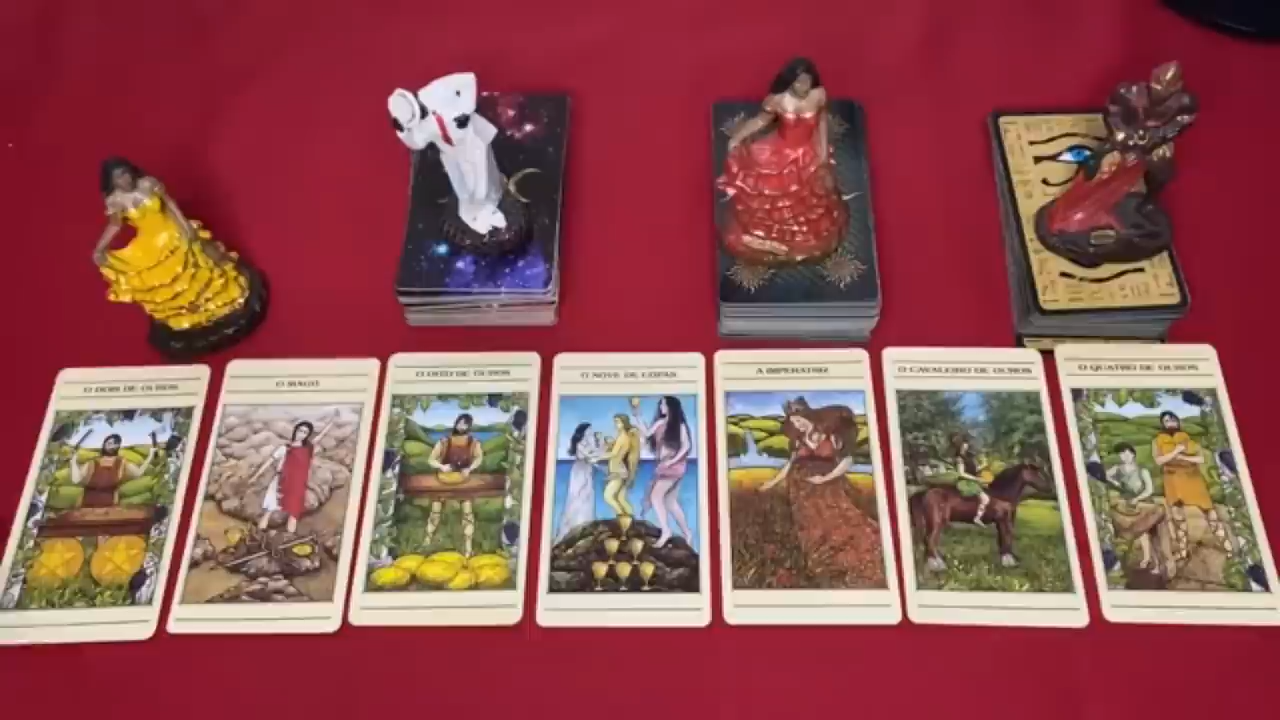 O DOIS DE OUROS
O MAGO
O OITO DE OUROS
O NOVE DE COPAS
A IMPERATRIZ
O CAVALEIRO DE OUROS
O QUATRO DE OUROS